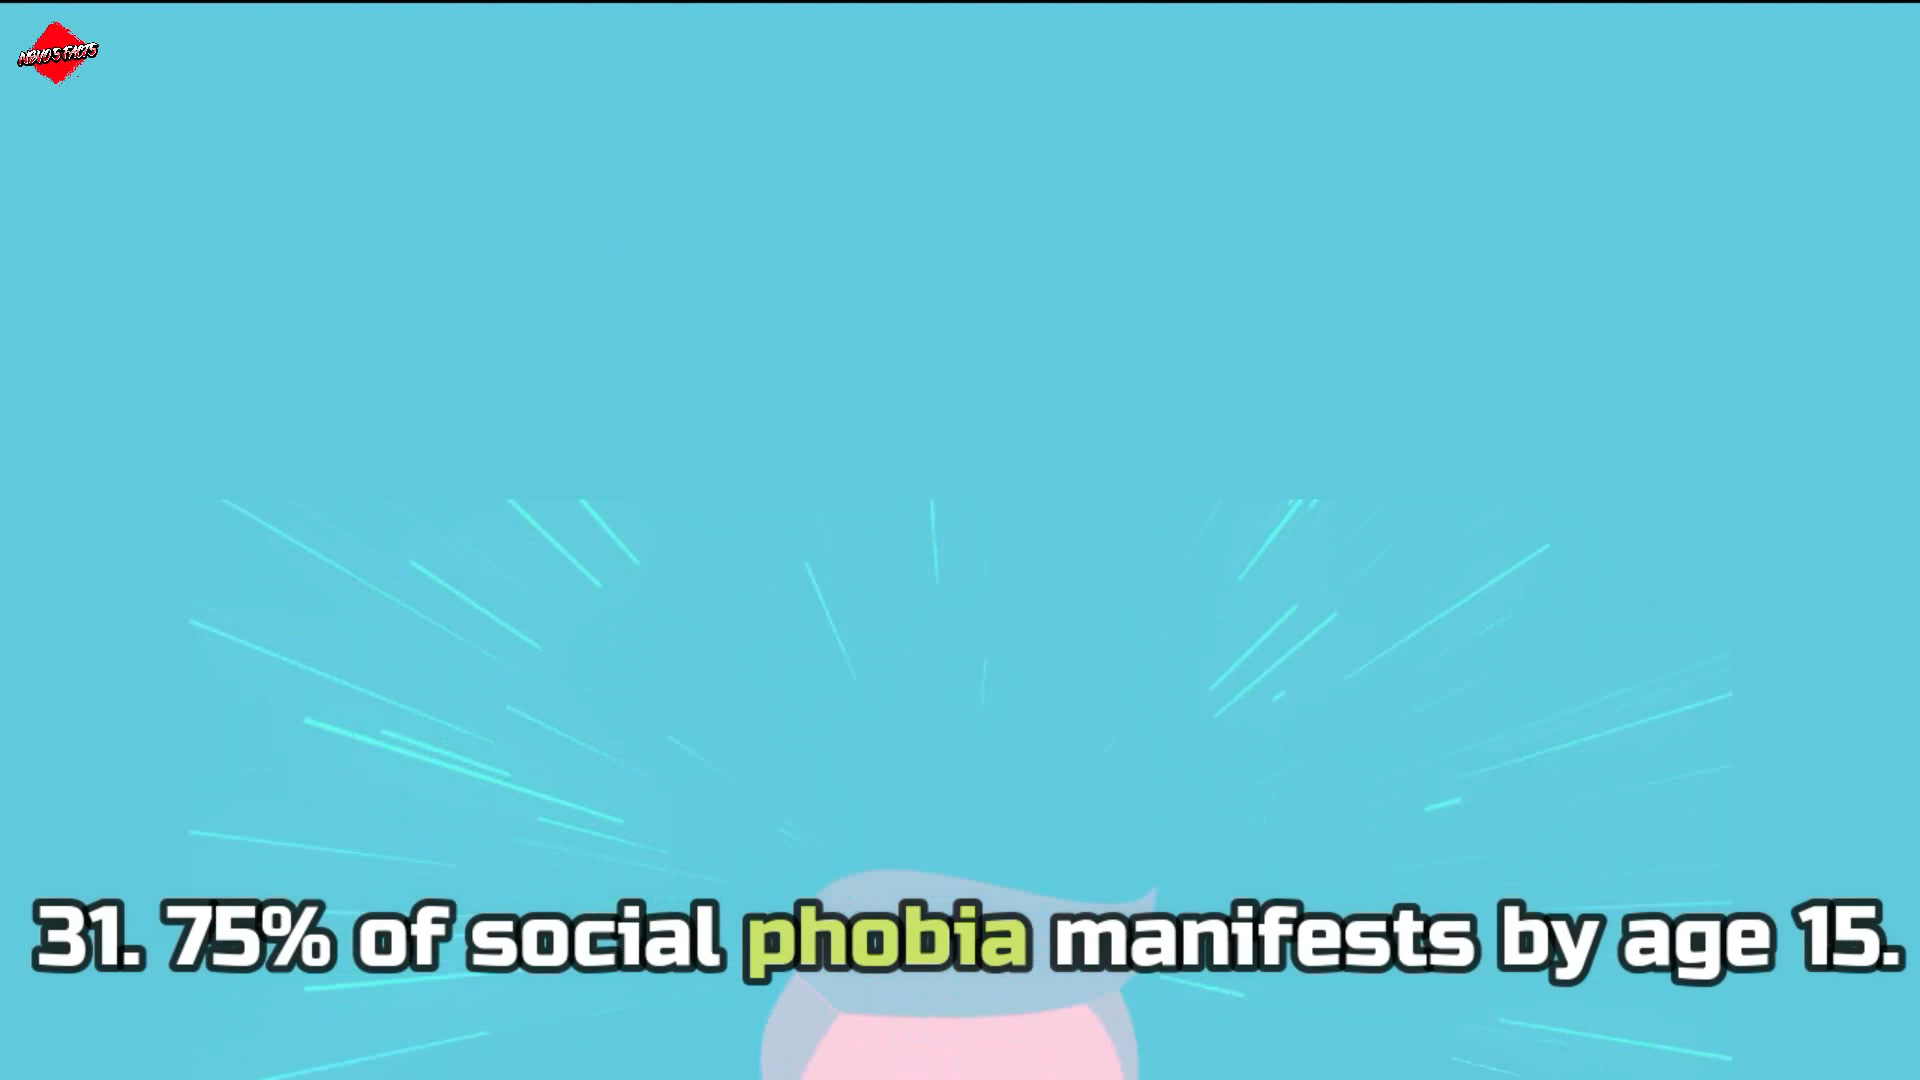 31. 75% of social phobia manifests by age 15.